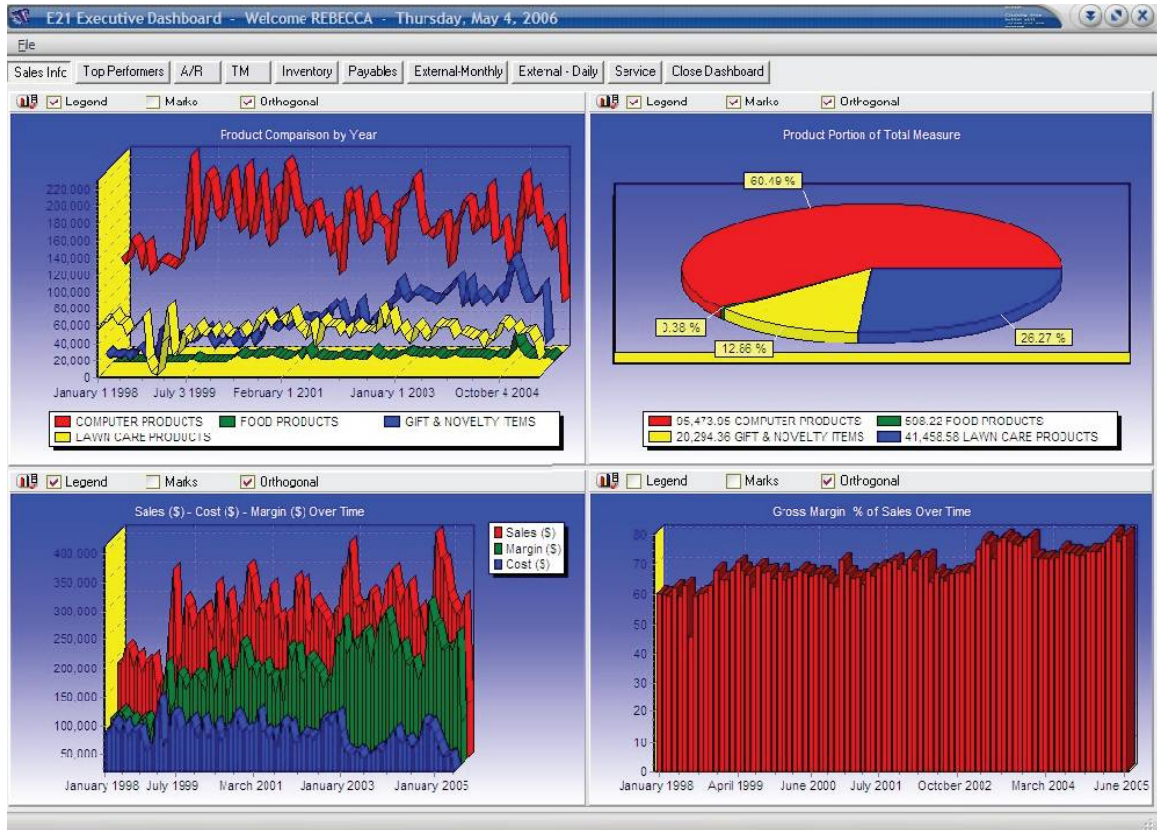 E21 Executive Dashboard - Welcome REBECCA - Thursday, May 4, 2006
File
Sales Info Top Performers A/R TM Inventory Payables External-Monthly External - Daily Service Close Dashboard
Legend Marks Orthogonal
Product Comparison by Year
220,000
200,000
180,000
160,000
140,000
120,000
100,000
80,000
60,000
40,000
20,000
0
January 1 1998 July 3 1999 February 1 2001 January 1 2003 October 4 2004
COMPUTER PRODUCTS FOOD PRODUCTS GIFT & NOVELTY ITEMS
LAWN CARE PRODUCTS
Legend Marks Orthogonal
Product Portion of Total Measure
60.49 %
0.38 %
12.86 %
26.27 %
COMPUTER PRODUCTS 598.22 FOOD PRODUCTS
20,294.36 GIFT & NOVELTY ITEMS 41,458.58 LAWN CARE PRODUCTS
Legend Marks Orthogonal
Sales ($) - Cost ($) - Margin ($) Over Time
Sales ($)
Margin ($)
Cost ($)
400,000
350,000
300,000
250,000
200,000
150,000
100,000
50,000
January 1998 July 1999 March 2001 January 2003 January 2005
Legend Marks Orthogonal
Gross Margin % of Sales Over Time
80
70
60
50
40
30
20
10
0
January 1998 April 1999 June 2000 July 2001 October 2002 March 2004 June 2005